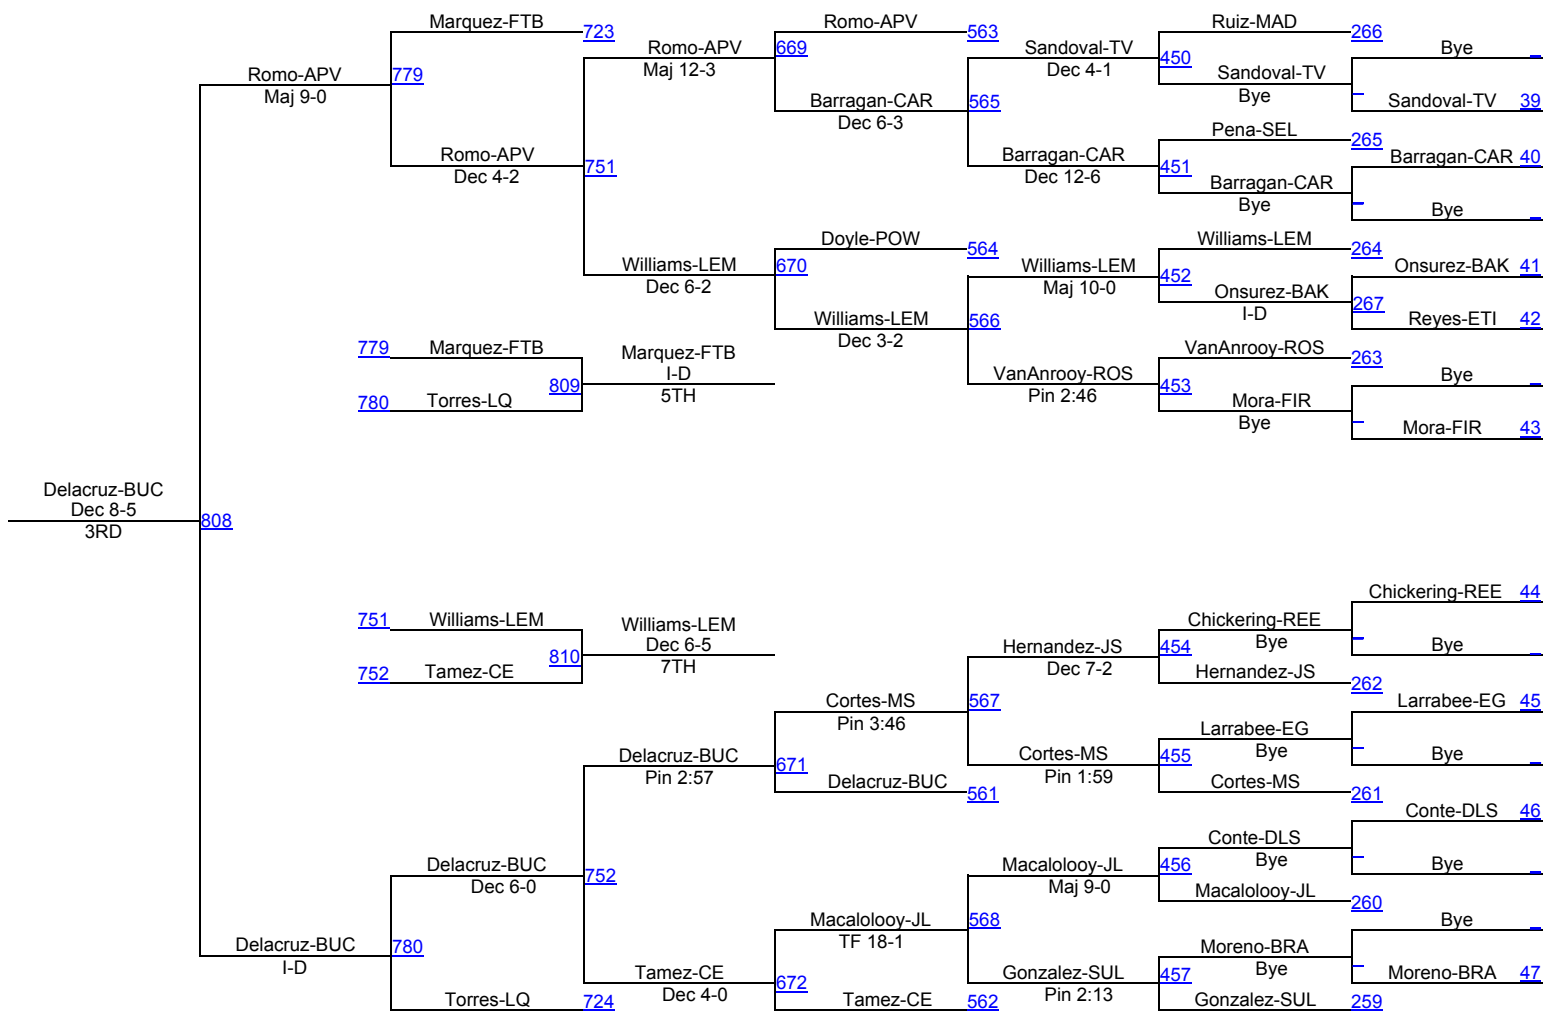 Marquez-FTB
723
Romo-APV
Maj 9-0
779
Romo-APV
Dec 4-2
751
Romo-APV
Maj 12-3
669
Romo-APV
563
Barragan-CAR
Dec 6-3
565
Sandoval-TV
Dec 4-1
450
Ruiz-MAD
266
Sandoval-TV
Bye
Bye
Sandoval-TV 39
Barragan-CAR
Dec 12-6
451
Pena-SEL
265
Barragan-CAR
Bye
Barragan-CAR 40
Bye
Williams-LEM
Dec 6-2
670
Doyle-POW
564
Williams-LEM
Dec 3-2
566
Williams-LEM
Maj 10-0
452
Williams-LEM
264
Onsurez-BAK
I-D
267
Onsurez-BAK 41
Reyes-ETI 42
VanAnrooy-ROS
Pin 2:46
453
VanAnrooy-ROS
263
Mora-FIR
Bye
Bye
Mora-FIR 43
779 Marquez-FTB
780 Torres-LQ
809
Marquez-FTB
I-D
5TH
Delacruz-BUC
Dec 8-5
3RD
808
751 Williams-LEM
752 Tamez-CE
810
Williams-LEM
Dec 6-5
7TH
Delacruz-BUC
I-D
780
Delacruz-BUC
Dec 6-0
752
Torres-LQ
724
Delacruz-BUC
Pin 2:57
671
Cortes-MS
Pin 3:46
567
Delacruz-BUC
561
Hernandez-JS
Dec 7-2
454
Chickering-REE
Bye
Chickering-REE 44
Bye
Hernandez-JS
262
Cortes-MS
Pin 1:59
455
Larrabee-EG
Bye
Larrabee-EG 45
Bye
Cortes-MS
261
Tamez-CE
Dec 4-0
672
Macalolooy-JL
TF 18-1
568
Tamez-CE
562
Macalolooy-JL
Maj 9-0
456
Conte-DLS
Bye
Conte-DLS 46
Bye
Macalolooy-JL
260
Gonzalez-SUL
Pin 2:13
457
Moreno-BRA
Bye
Bye
Moreno-BRA 47
Gonzalez-SUL
259